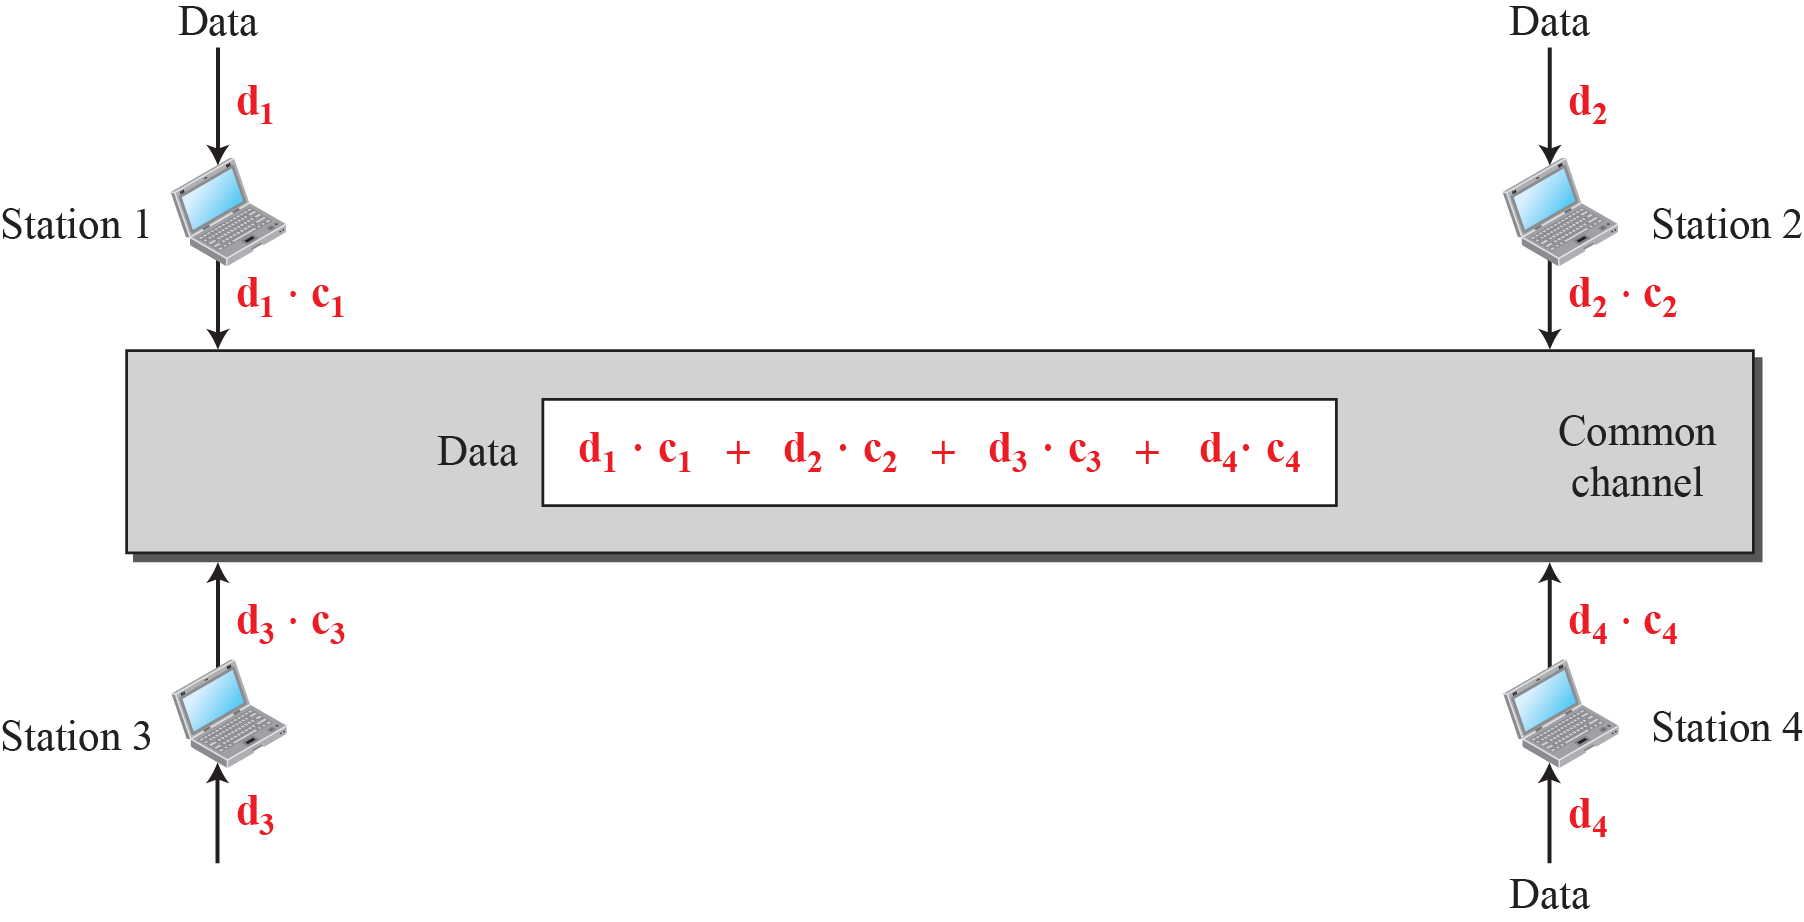 Data
Data
d₁
d₂
Station 1
Station 2
d₁ · c₁
d₂ · c₂
Data
d₁ · c₁ + d₂ · c₂ + d₃ · c₃ + d₄· c₄
Common
channel
d₃ · c₃
d₄ · c₄
Station 3
Station 4
d₃
d₄
Data